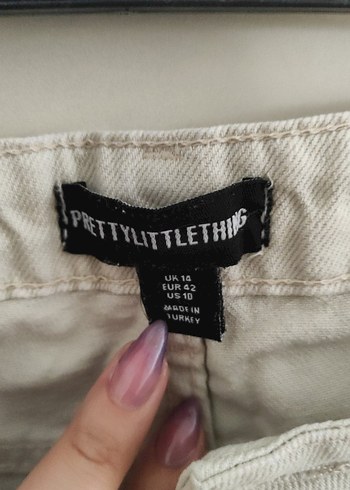 PRETTYLITTLETHING
UK 14
EUR 42
US 10
MADE IN
TURKEY